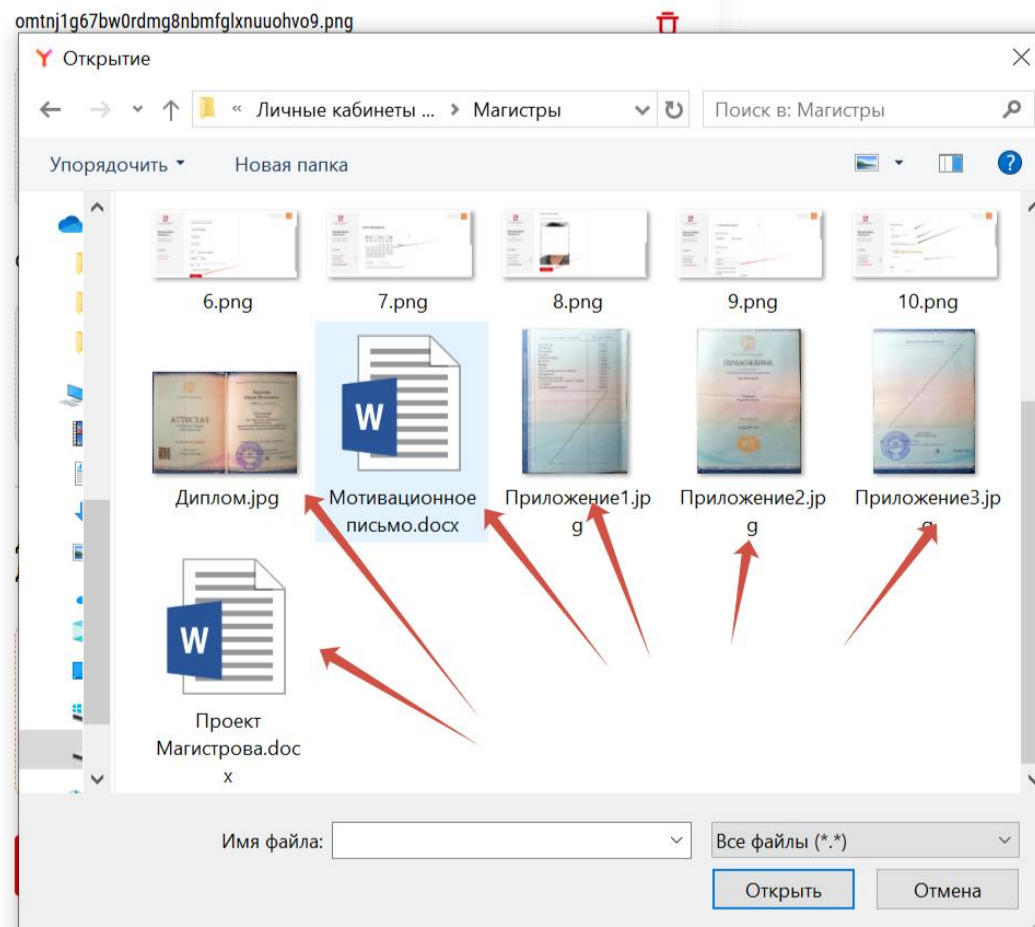 omtnj1g67bw0rdmg8nbmfglxnuuohvo9.png
Открытие
« Личные кабинеты ... > Магистры
Поиск в: Магистры
Упорядочить
Новая папка
6.png
7.png
8.png
9.png
10.png
АТТЕСТАТ
W
ПРИЛОЖЕНИЕ
Диплом.jpg
Мотивационное
письмо.docx
Приложение1.jp
g
Приложение2.jp
g
Приложение3.jp
g
W
Проект
Магистрова.doc
x
Имя файла:
Все файлы (*.*)
Открыть
Отмена